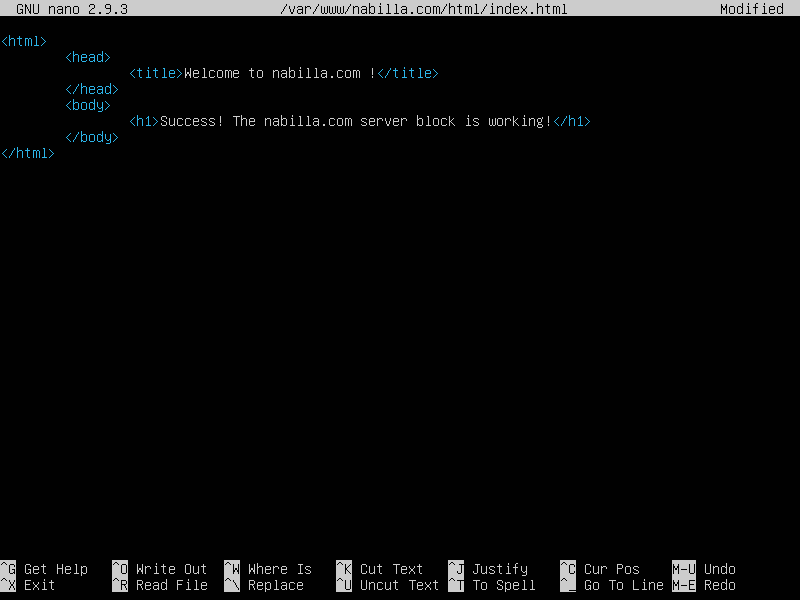 GNU nano 2.9.3 /var/www/nabilla.com/html/index.html Modified
<html>
<head>
<title>Welcome to nabilla.com !</title>
</head>
<body>
<h1>Success! The nabilla.com server block is working!</h1>
</body>
</html>
^G Get Help ^O Write Out ^W Where Is ^K Cut Text ^J Justify ^C Cur Pos M-U Undo
^X Exit ^R Read File ^\ Replace ^U Uncut Text ^T To Spell ^_ Go To Line M-E Redo